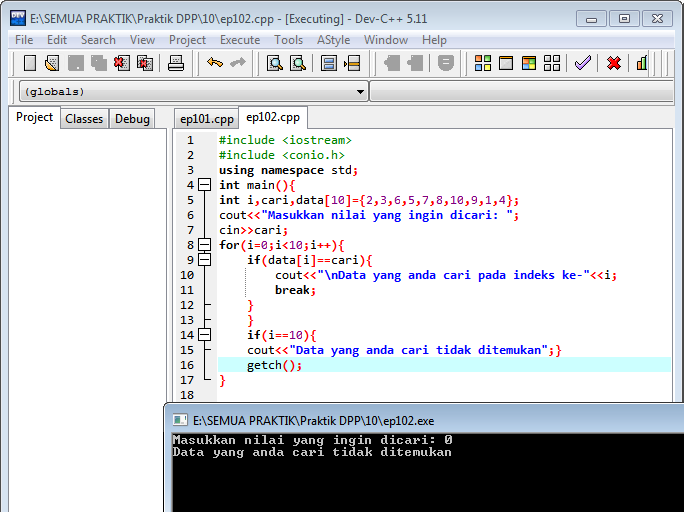 E:\SEMUA PRAKTIK\Praktik DPP\10\ep102.cpp - [Executing] - Dev-C++ 5.11
File Edit Search View Project Execute Tools AStyle Window Help
(globals)
Project Classes Debug ep101.cpp ep102.cpp
1 #include <iostream>
2 #include <conio.h>
3 using namespace std;
4 int main(){
5 int i,cari,data[10]={2,3,6,5,7,8,10,9,1,4};
6 cout<<"Masukkan nilai yang ingin dicari: ";
7 cin>>cari;
8 for(i=0;i<10;i++){
9 if(data[i]==cari){
10 cout<<"\nData yang anda cari pada indeks ke-"<<i;
11 break;
12 }
13 }
14 if(i==10){
15 cout<<"Data yang anda cari tidak ditemukan";}
16 getch();
17 }
18
E:\SEMUA PRAKTIK\Praktik DPP\10\ep102.exe
Masukkan nilai yang ingin dicari: 0
Data yang anda cari tidak ditemukan